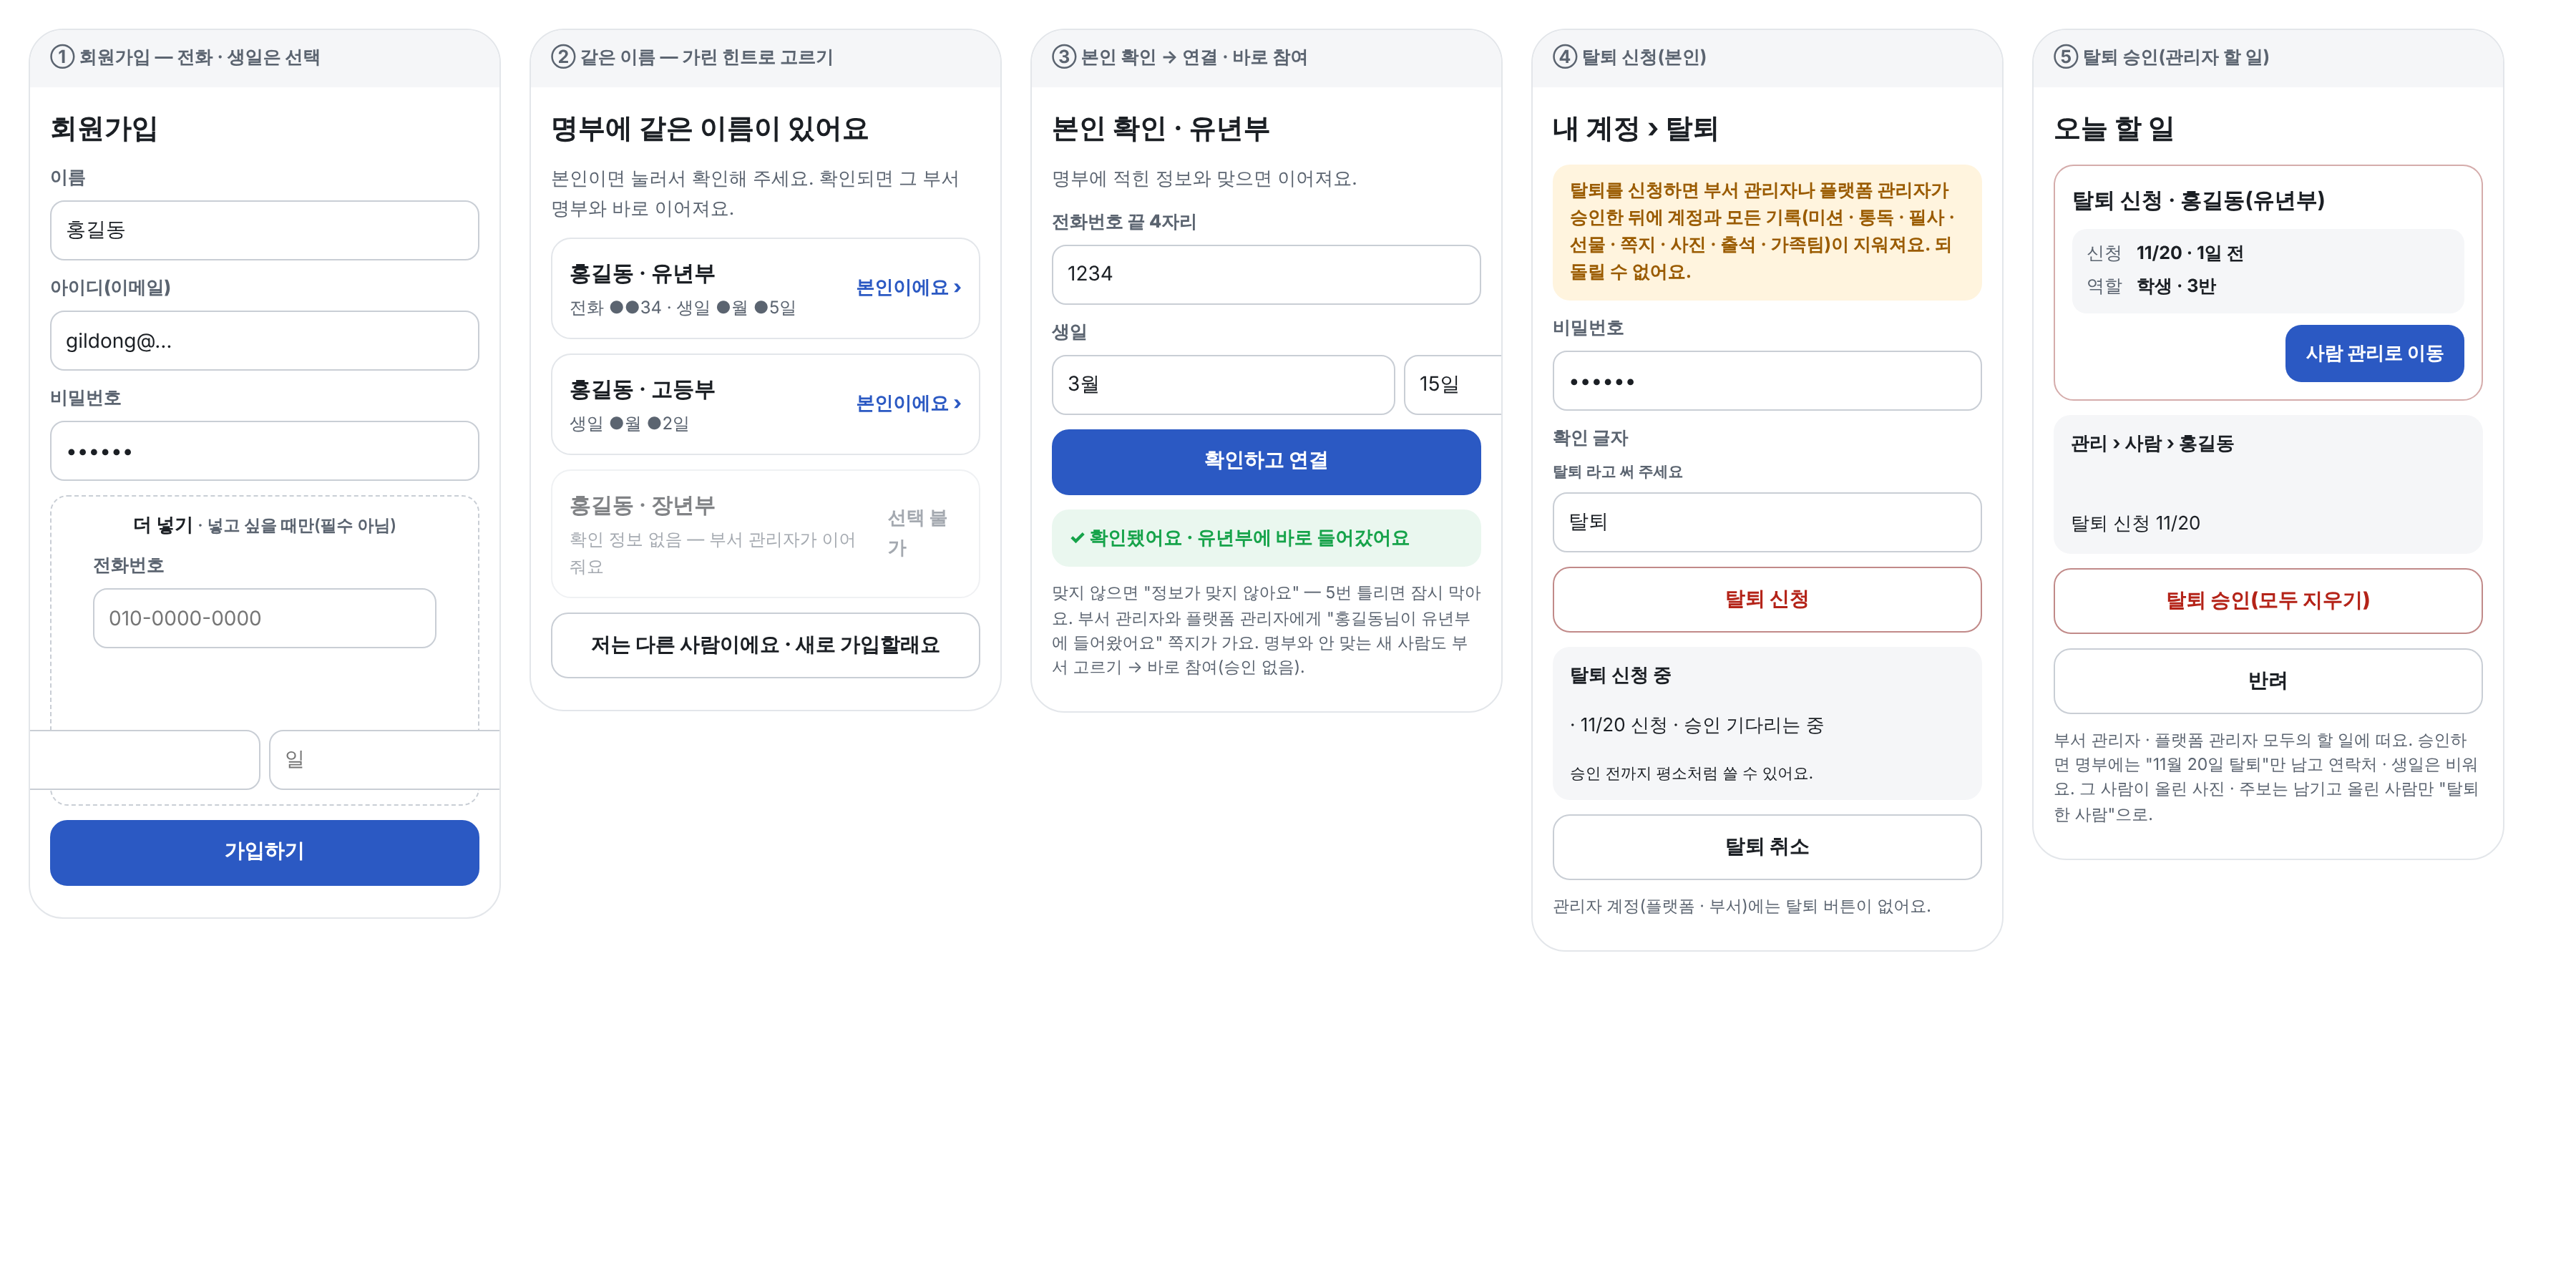 ① 회원가입 — 전화 · 생일은 선택
회원가입
이름
홍길동
아이디(이메일)
gildong@...
비밀번호
••••••
더 넣기 · 넣고 싶을 때만(필수 아님)
전화번호
010-0000-0000
일
가입하기
② 같은 이름 — 가린 힌트로 고르기
명부에 같은 이름이 있어요
본인이면 눌러서 확인해 주세요. 확인되면 그 부서
명부와 바로 이어져요.
홍길동 · 유년부
전화 ●●34 · 생일 ●월 ●5일
본인이에요 ›
홍길동 · 고등부
생일 ●월 ●2일
본인이에요 ›
홍길동 · 장년부
확인 정보 없음 — 부서 관리자가 이어
줘요
선택 불
가
저는 다른 사람이에요 · 새로 가입할래요
③ 본인 확인 → 연결 · 바로 참여
본인 확인 · 유년부
명부에 적힌 정보와 맞으면 이어져요.
전화번호 끝 4자리
1234
생일
3월
15일
확인하고 연결
✓ 확인됐어요 · 유년부에 바로 들어갔어요
맞지 않으면 "정보가 맞지 않아요" — 5번 틀리면 잠시 막아
요. 부서 관리자와 플랫폼 관리자에게 "홍길동님이 유년부
에 들어왔어요" 쪽지가 가요. 명부와 안 맞는 새 사람도 부
서 고르기 → 바로 참여(승인 없음).
④ 탈퇴 신청(본인)
내 계정 › 탈퇴
탈퇴를 신청하면 부서 관리자나 플랫폼 관리자가
승인한 뒤에 계정과 모든 기록(미션 · 통독 · 필사 ·
선물 · 쪽지 · 사진 · 출석 · 가족팀)이 지워져요. 되
돌릴 수 없어요.
비밀번호
••••••
확인 글자
탈퇴 라고 써 주세요
탈퇴
탈퇴 신청
탈퇴 신청 중
· 11/20 신청 · 승인 기다리는 중
승인 전까지 평소처럼 쓸 수 있어요.
탈퇴 취소
관리자 계정(플랫폼 · 부서)에는 탈퇴 버튼이 없어요.
⑤ 탈퇴 승인(관리자 할 일)
오늘 할 일
탈퇴 신청 · 홍길동(유년부)
신청 11/20 · 1일 전
역할 학생 · 3반
사람 관리로 이동
관리 › 사람 › 홍길동
탈퇴 신청 11/20
탈퇴 승인(모두 지우기)
반려
부서 관리자 · 플랫폼 관리자 모두의 할 일에 떠요. 승인하
면 명부에는 "11월 20일 탈퇴"만 남고 연락처 · 생일은 비워
요. 그 사람이 올린 사진 · 주보는 남기고 올린 사람만 "탈퇴
한 사람"으로.